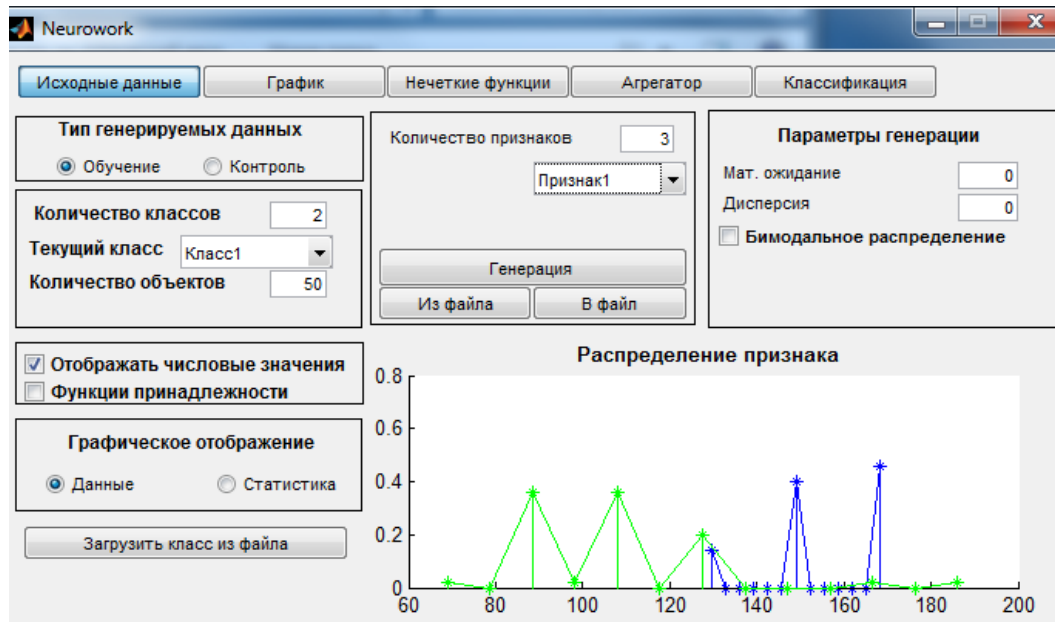 Neurowork
Исходные данные График Нечеткие функции Агрегатор Классификация
Тип генерируемых данных
Обучение Контроль
Количество классов 2
Текущий класс Класс1
Количество объектов 50
Количество признаков 3
Признак1
Генерация
Из файла В файл
Параметры генерации
Мат. ожидание 0
Дисперсия 0
Бимодальное распределение
Отображать числовые значения
Функции принадлежности
Графическое отображение
Данные Статистика
Загрузить класс из файла
Распределение признака
0.8
0.6
0.4
0.2
0
60 80 100 120 140 160 180 200